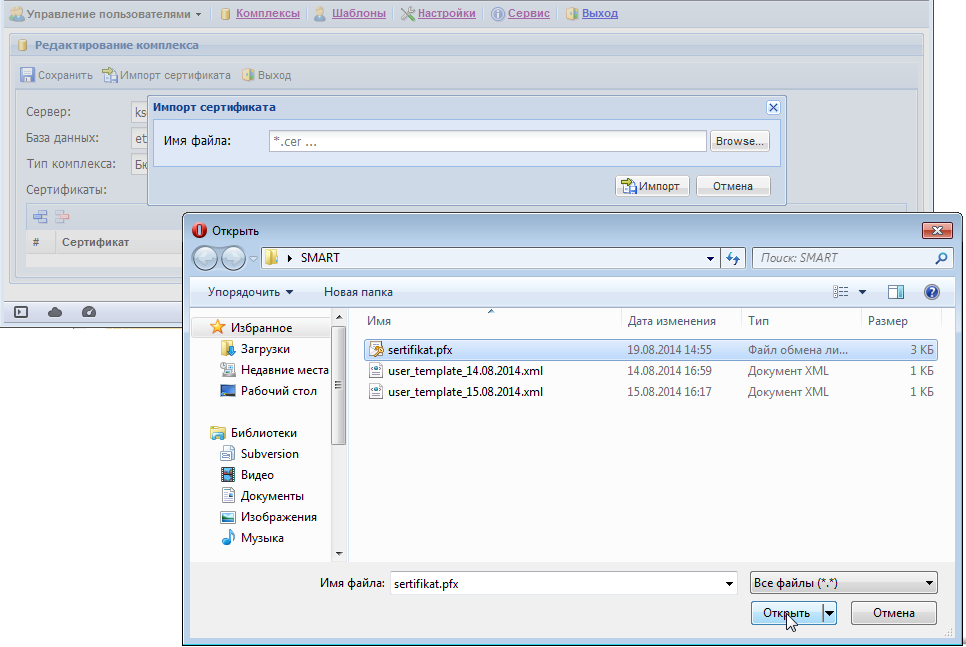 Управление пользователями Комплексы Шаблоны Настройки Сервис Выход
Редактирование комплекса
Сохранить Импорт сертификата Выход
Сервер: ks
База данных: et
Тип комплекса: Бю
Сертификаты:
# Сертификат
Импорт сертификата
Имя файла: *.cer ... Browse...
Импорт Отмена
Открыть
SMART Поиск: SMART
Упорядочить Новая папка
Имя Дата изменения Тип Размер
sertifikat.pfx 19.08.2014 14:55 Файл обмена ли... 3 КБ
user_template_14.08.2014.xml 14.08.2014 16:59 Документ XML 1 КБ
user_template_15.08.2014.xml 15.08.2014 16:17 Документ XML 1 КБ
Избранное
Загрузки
Недавние места
Рабочий стол
Библиотеки
Subversion
Видео
Документы
Изображения
Музыка
Имя файла: sertifikat.pfx Все файлы (*.*)
Открыть Отмена